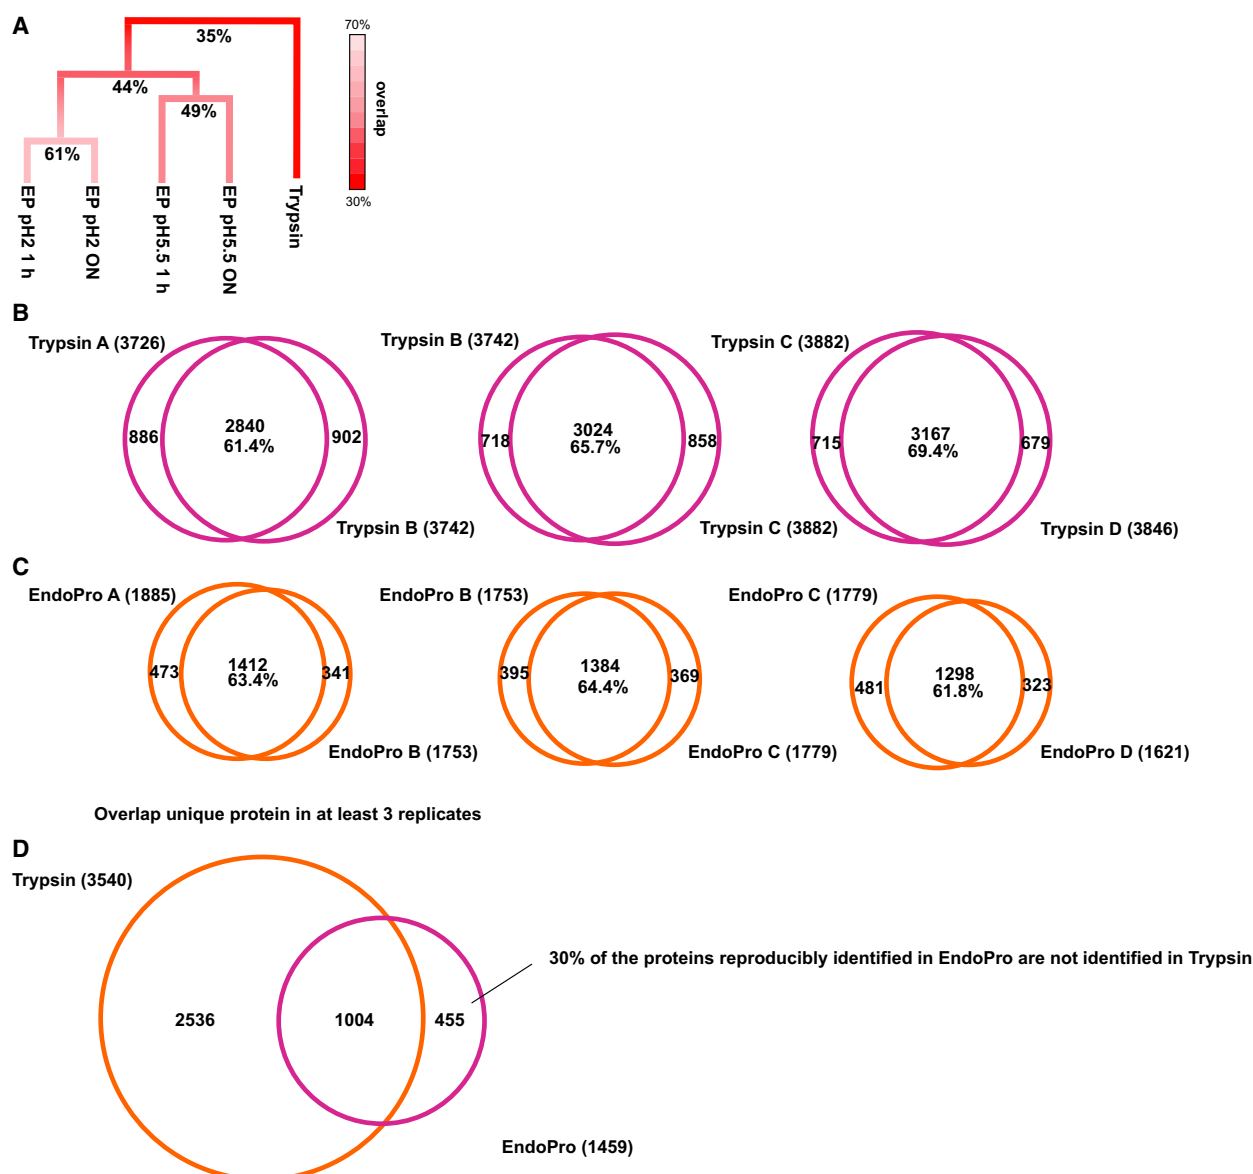 A
35%
70%
overlap
30%
44%
49%
61%
EP pH2 1 h
EP pH2 ON
EP pH5.5 1 h
EP pH5.5 ON
Trypsin
B
Trypsin A (3726)
886
2840
61.4%
902
Trypsin B (3742)
Trypsin B (3742)
718
3024
65.7%
858
Trypsin C (3882)
Trypsin C (3882)
715
3167
69.4%
679
Trypsin D (3846)
C
EndoPro A (1885)
473
1412
63.4%
341
EndoPro B (1753)
EndoPro B (1753)
395
1384
64.4%
369
EndoPro C (1779)
EndoPro C (1779)
481
1298
61.8%
323
EndoPro D (1621)
Overlap unique protein in at least 3 replicates
D
Trypsin (3540)
2536
1004
455
30% of the proteins reproducibly identified in EndoPro are not identified in Trypsin
EndoPro (1459)